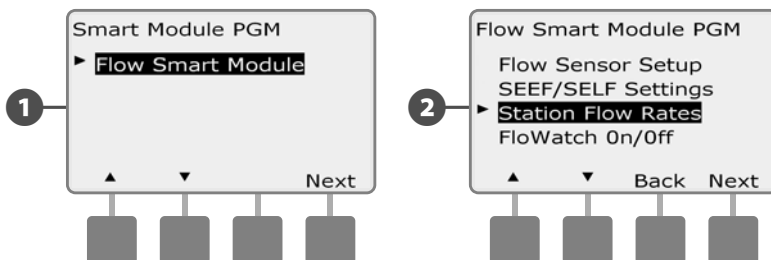 Smart Module PGM
► Flow Smart Module
1
▲ ▼ Next
Flow Smart Module PGM
Flow Sensor Setup
SEEF/SELF Settings
2
► Station Flow Rates
FloWatch 0n/0ff
▲ ▼ Back Next